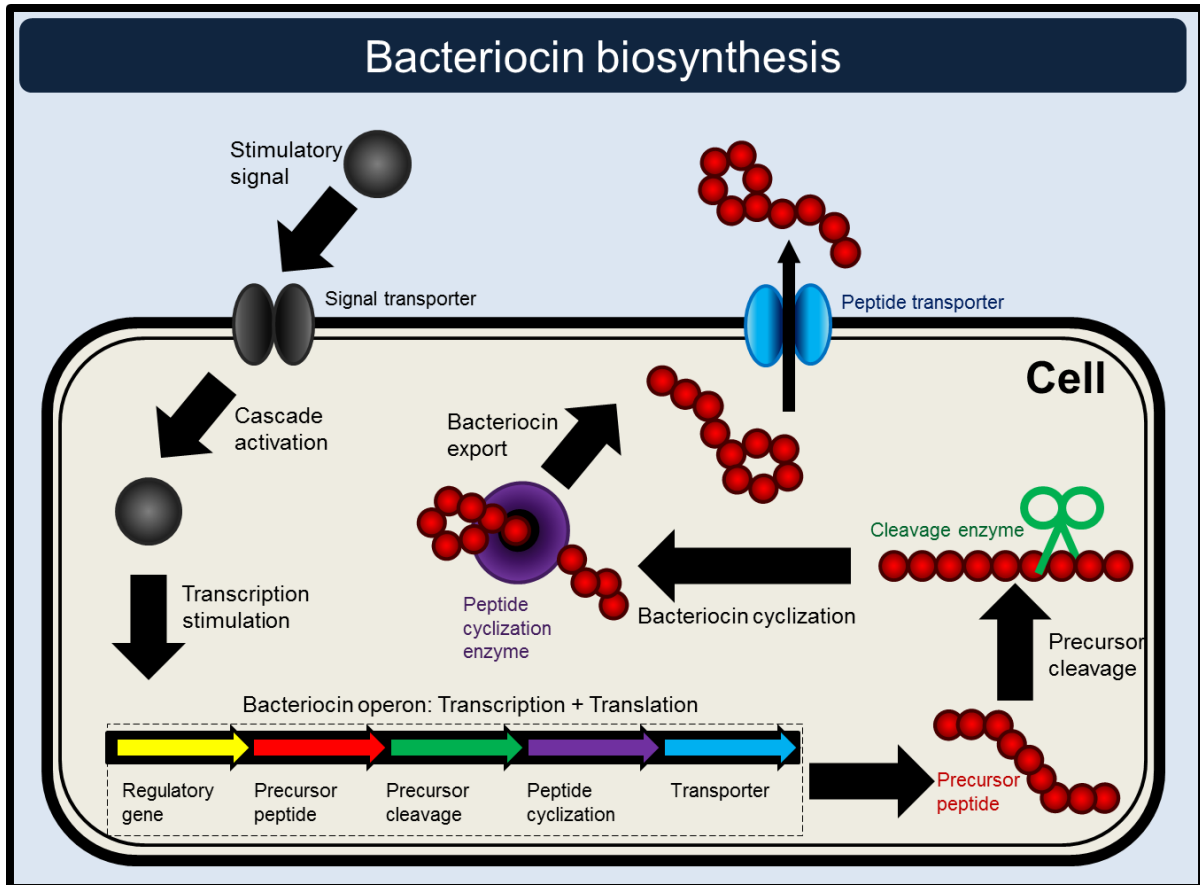 Bacteriocin biosynthesis
Stimulatory
signal
Signal transporter
Peptide transporter
Cell
Cascade
activation
Bacteriocin
export
Cleavage enzyme
Transcription
stimulation
Peptide
cyclization
enzyme
Bacteriocin cyclization
Precursor
cleavage
Bacteriocin operon: Transcription + Translation
Regulatory
gene
Precursor
peptide
Precursor
cleavage
Peptide
cyclization
Transporter
Precursor
peptide